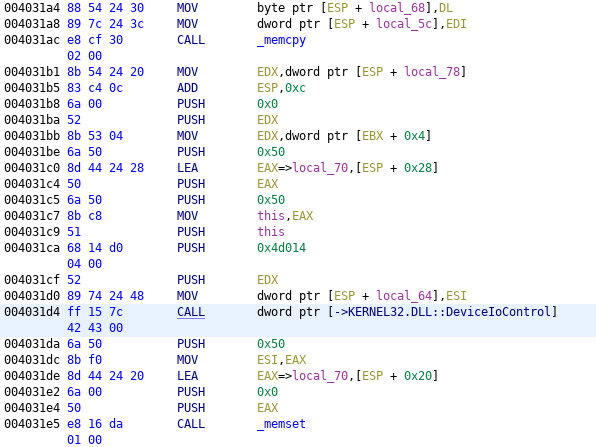 004031a4 88 54 24 30 MOV byte ptr [ESP + local_68],DL
004031a8 89 7c 24 3c MOV dword ptr [ESP + local_5c],EDI
004031ac e8 cf 30 CALL _memcpy
02 00
004031b1 8b 54 24 20 MOV EDX,dword ptr [ESP + local_78]
004031b5 83 c4 0c ADD ESP,0xc
004031b8 6a 00 PUSH 0x0
004031ba 52 PUSH EDX
004031bb 8b 53 04 MOV EDX,dword ptr [EBX + 0x4]
004031be 6a 50 PUSH 0x50
004031c0 8d 44 24 28 LEA EAX=>local_70,[ESP + 0x28]
004031c4 50 PUSH EAX
004031c5 6a 50 PUSH 0x50
004031c7 8b c8 MOV this,EAX
004031c9 51 PUSH this
004031ca 68 14 d0 PUSH 0x4d014
04 00
004031cf 52 PUSH EDX
004031d0 89 74 24 48 MOV dword ptr [ESP + local_64],ESI
004031d4 ff 15 7c CALL dword ptr [->KERNEL32.DLL::DeviceIoControl]
42 43 00
004031da 6a 50 PUSH 0x50
004031dc 8b f0 MOV ESI,EAX
004031de 8d 44 24 20 LEA EAX=>local_70,[ESP + 0x20]
004031e2 6a 00 PUSH 0x0
004031e4 50 PUSH EAX
004031e5 e8 16 da CALL _memset
01 00